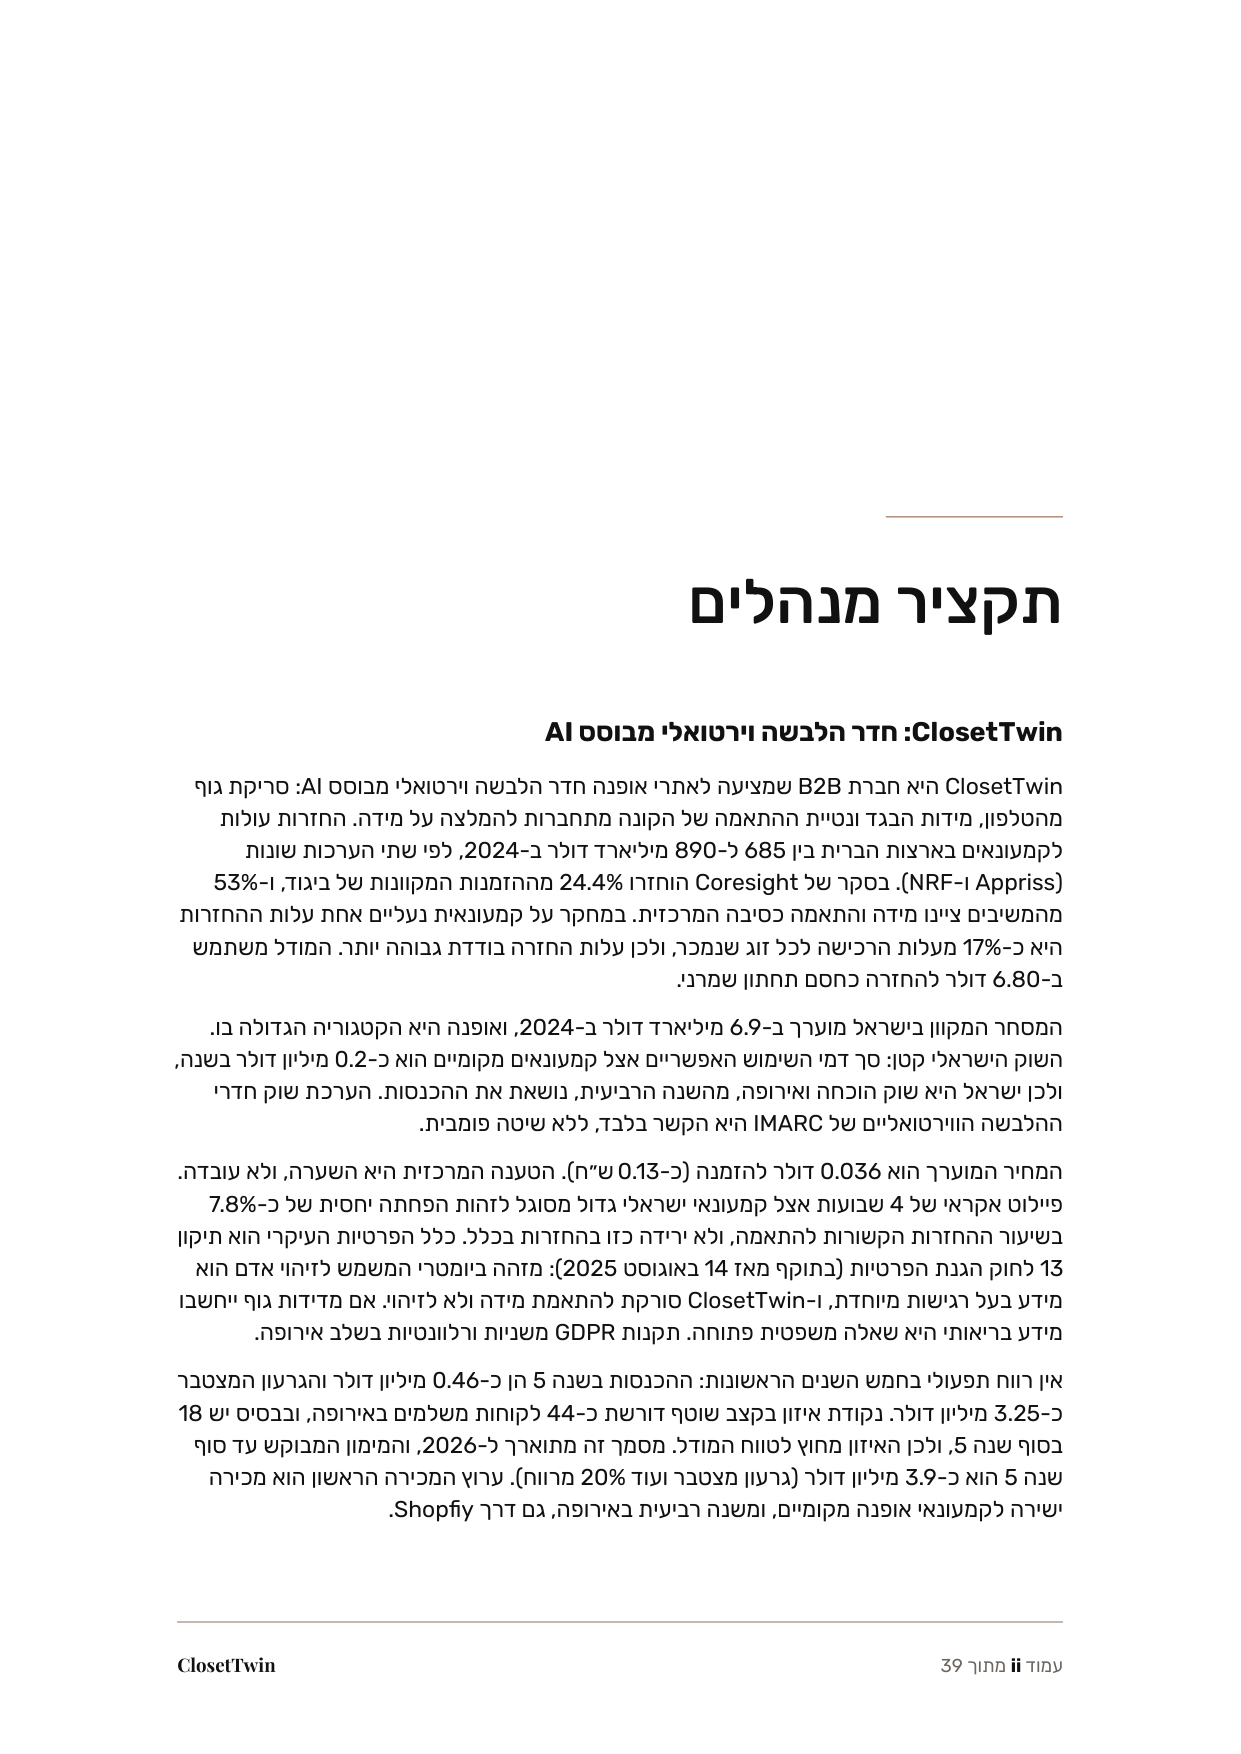 תקציר מנהלים
ClosetTwin: חדר הלבשה וירטואלי מבוסס AI
ClosetTwin היא חברת B2B שמציעה לאתרי אופנה חדר הלבשה וירטואלי מבוסס AI: סריקת גוף
מהטלפון, מידות הבגד ונטיית ההתאמה של הקונה מתחברות להמלצה על מידה. החזרות עולות
לקמעונאים בארצות הברית בין 685 ל-890 מיליארד דולר ב-2024, לפי שתי הערכות שונות
(Appriss ו-NRF). בסקר של Coresight הוחזרו 24.4% מההזמנות המקוונות של ביגוד, ו-53%
מהמשיבים ציינו מידה והתאמה כסיבה המרכזית. במחקר על קמעונאית נעליים אחת עלות ההחזרות
היא כ-17% מעלות הרכישה לכל זוג שנמכר, ולכן עלות החזרה בודדת גבוהה יותר. המודל משתמש
ב-6.80 דולר להחזרה כחסם תחתון שמרני.
המסחר המקוון בישראל מוערך ב-6.9 מיליארד דולר ב-2024, ואופנה היא הקטגוריה הגדולה בו.
השוק הישראלי קטן: סך דמי השימוש האפשריים אצל קמעונאים מקומיים הוא כ-0.2 מיליון דולר בשנה,
ולכן ישראל היא שוק הוכחה ואירופה, מהשנה הרביעית, נושאת את ההכנסות. הערכת שוק חדרי
ההלבשה הווירטואליים של IMARC היא הקשר בלבד, ללא שיטה פומבית.
המחיר המוערך הוא 0.036 דולר להזמנה (כ-0.13 ש״ח). הטענה המרכזית היא השערה, ולא עובדה.
פיילוט אקראי של 4 שבועות אצל קמעונאי ישראלי גדול מסוגל לזהות הפחתה יחסית של כ-7.8%
בשיעור ההחזרות הקשורות להתאמה, ולא ירידה כזו בהחזרות בכלל. כלל הפרטיות העיקרי הוא תיקון
13 לחוק הגנת הפרטיות (בתוקף מאז 14 באוגוסט 2025): מזהה ביומטרי המשמש לזיהוי אדם הוא
מידע בעל רגישות מיוחדת, ו-ClosetTwin סורקת להתאמת מידה ולא לזיהוי. אם מדידות גוף ייחשבו
מידע בריאותי היא שאלה משפטית פתוחה. תקנות GDPR משניות ורלוונטיות בשלב אירופה.
אין רווח תפעולי בחמש השנים הראשונות: ההכנסות בשנה 5 הן כ-0.46 מיליון דולר והגרעון המצטבר
כ-3.25 מיליון דולר. נקודת איזון בקצב שוטף דורשת כ-44 לקוחות משלמים באירופה, ובבסיס יש 18
בסוף שנה 5, ולכן האיזון מחוץ לטווח המודל. מסמך זה מתוארך ל-2026, והמימון המבוקש עד סוף
שנה 5 הוא כ-3.9 מיליון דולר (גרעון מצטבר ועוד 20% מרווח). ערוץ המכירה הראשון הוא מכירה
ישירה לקמעונאי אופנה מקומיים, ומשנה רביעית באירופה, גם דרך Shopfiy.
עמוד ii מתוך 39
ClosetTwin